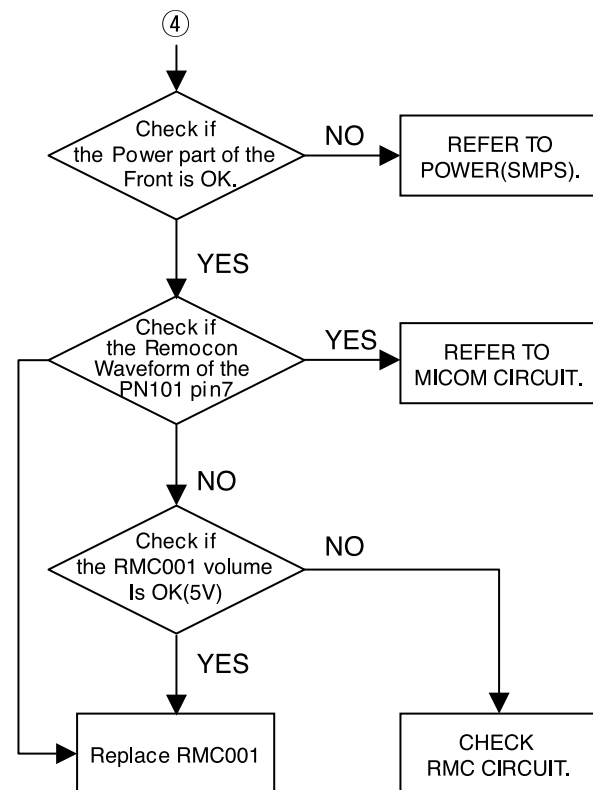 ④
Check if
the Power part of the
Front is OK.
NO
REFER TO
POWER(SMPS).
YES
Check if
the Remocon
Waveform of the
PN101 pin7
YES
REFER TO
MICOM CIRCUIT.
NO
Check if
the RMC001 volume
Is OK(5V)
NO
YES
Replace RMC001
CHECK
RMC CIRCUIT.